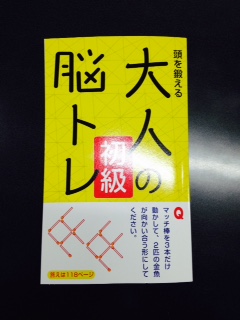 頭を鍛える
大人の
脳トレ
初級
Q
マッチ棒を3本だけ
動かして、2匹の金魚
が向かい合う形にして
ください。
答えは118ページ